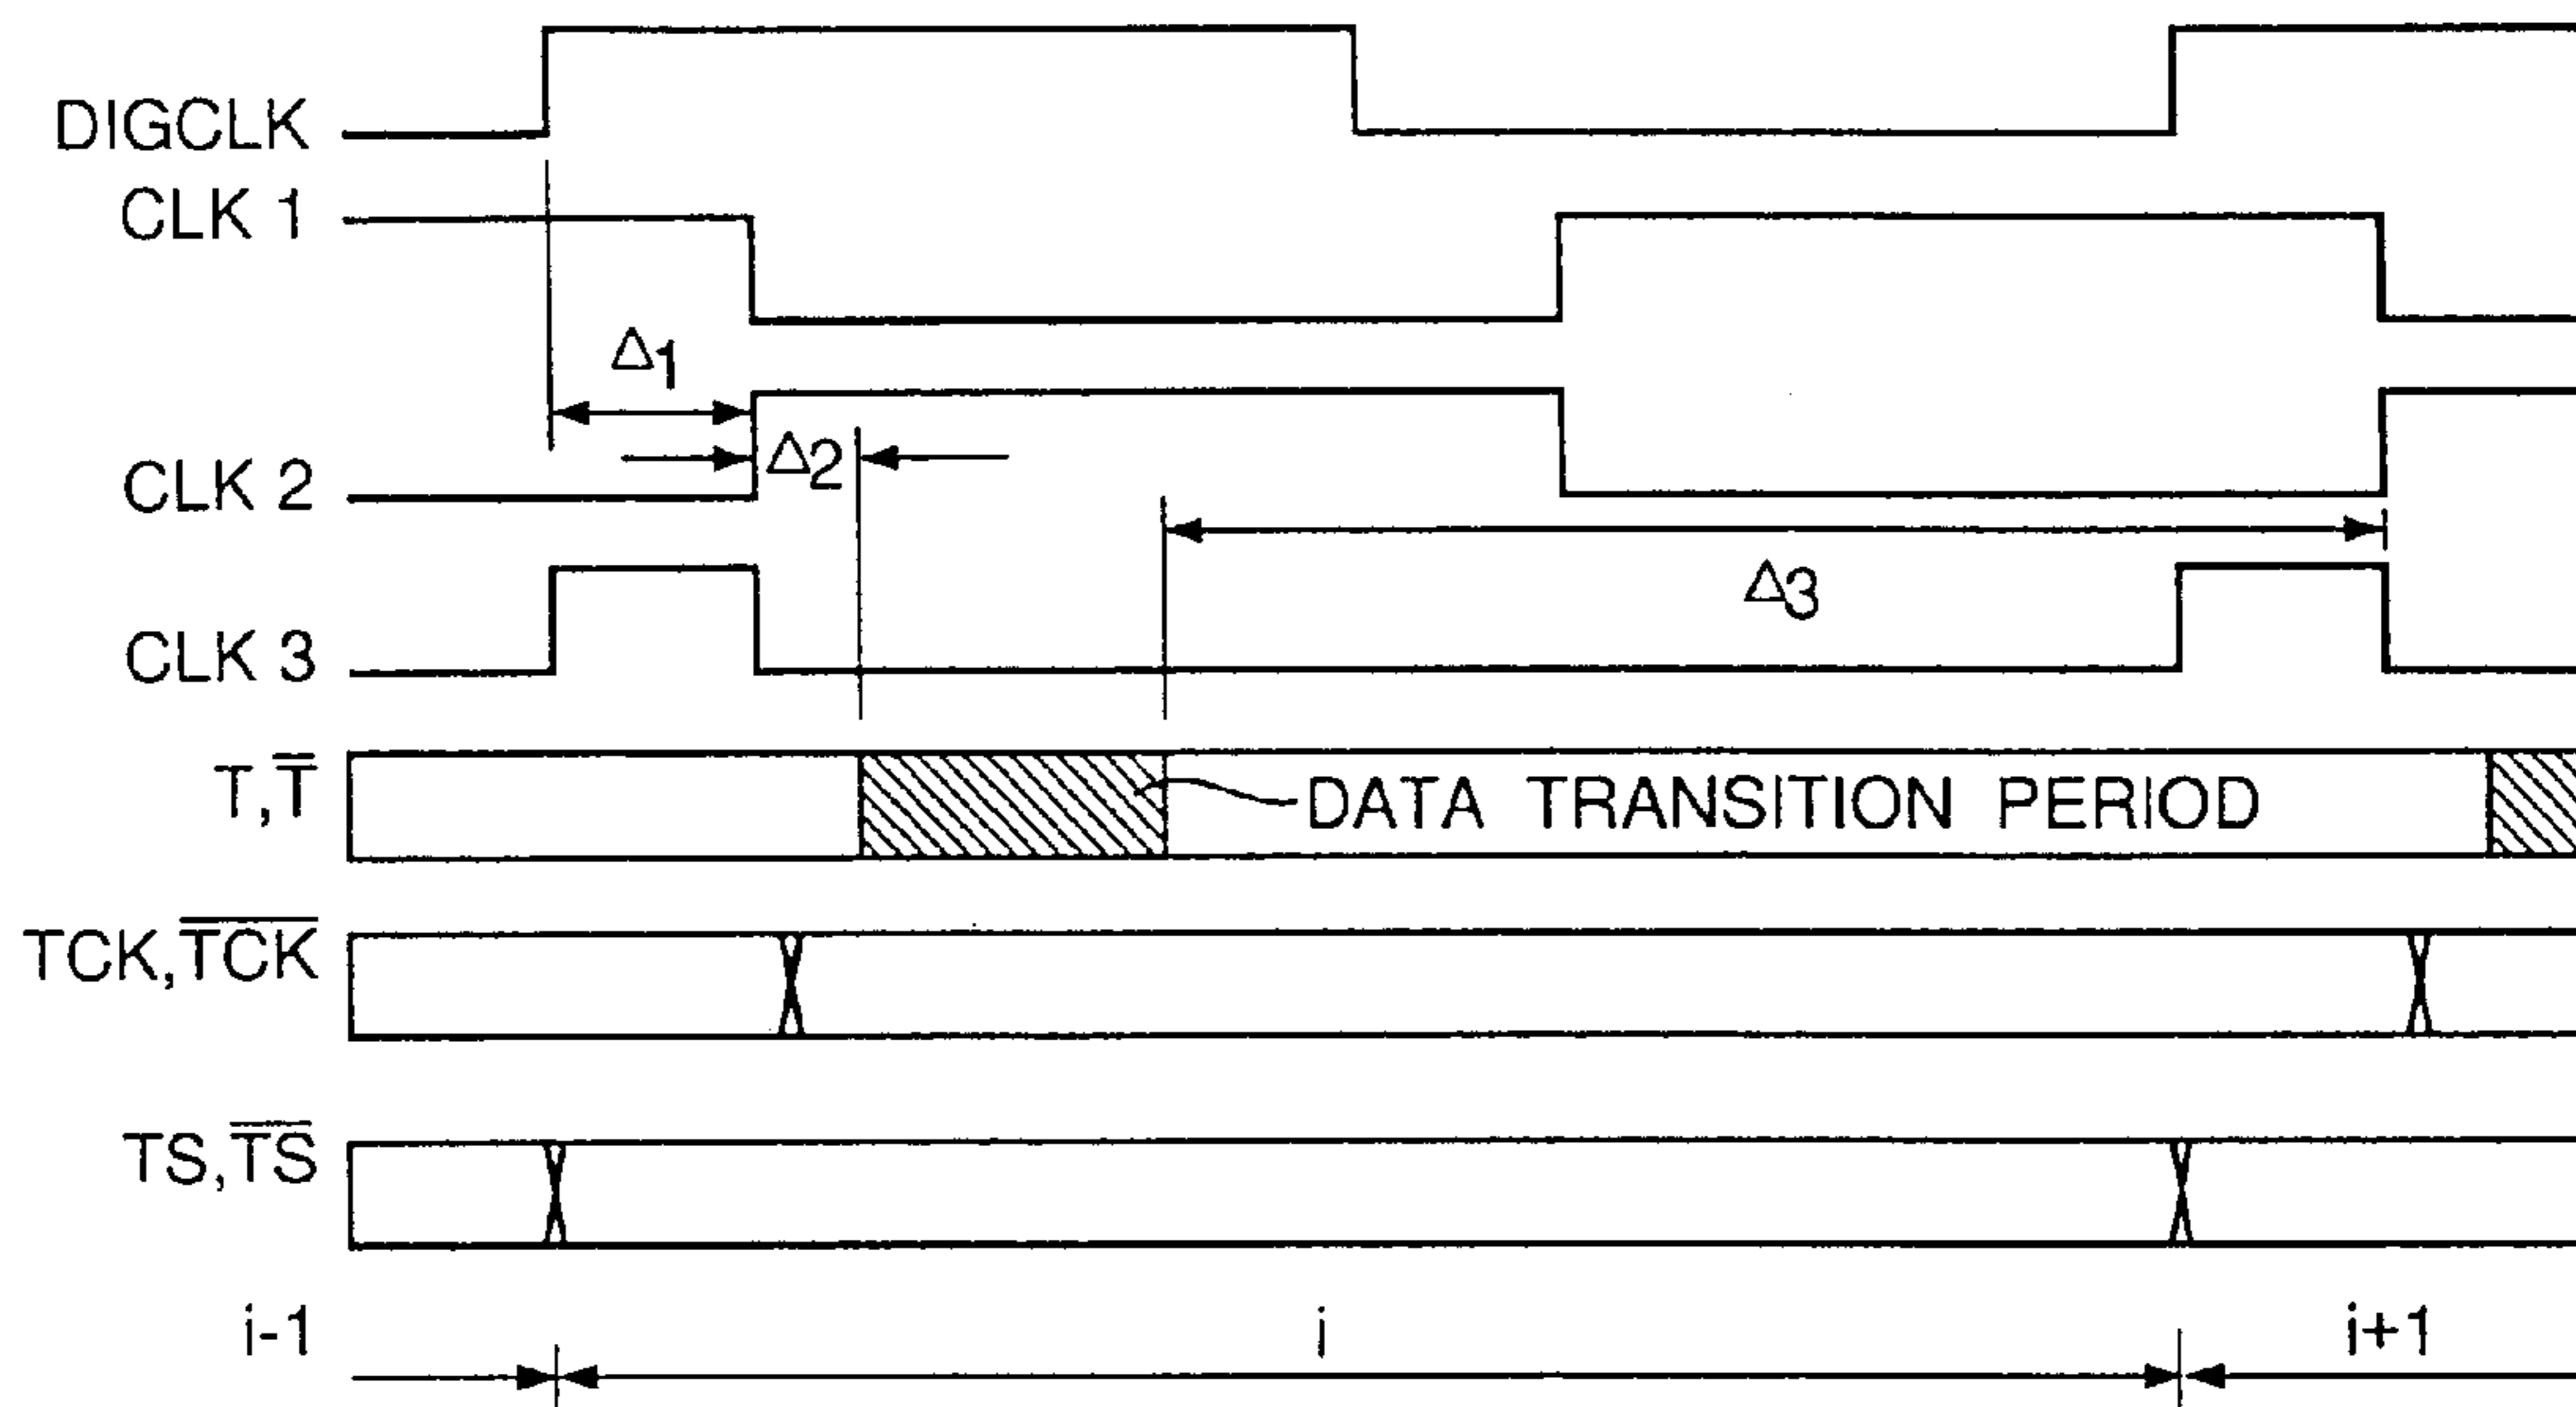 DIGCLK
CLK 1
Δ1
Δ2
CLK 2
Δ3
CLK 3
T,T̅
DATA TRANSITION PERIOD
TCK,T̅C̅K̅
TS,T̅S̅
i-1 i i+1